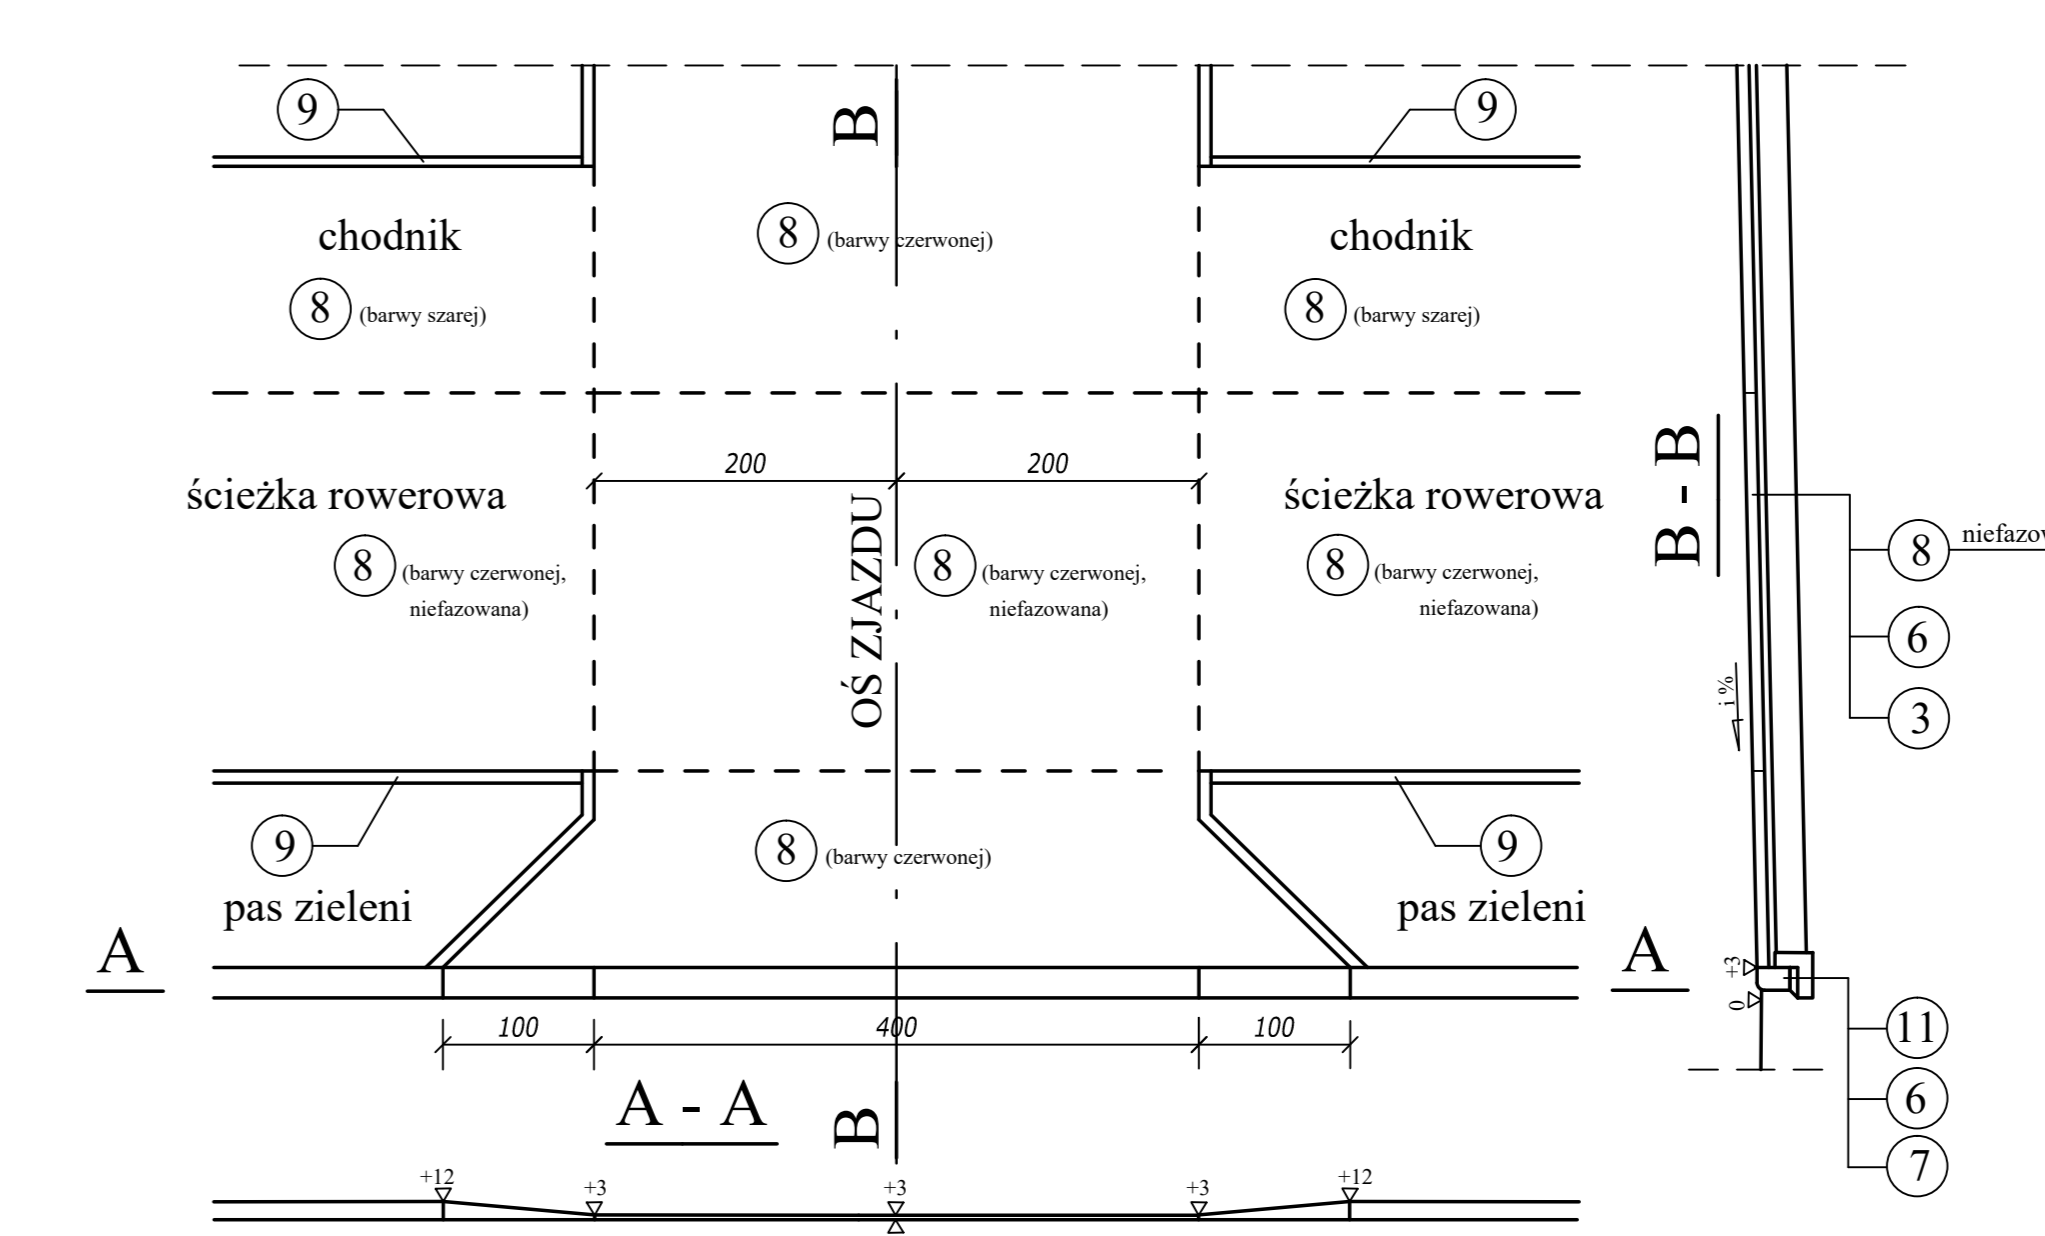 9
B
9
chodnik
8 (barwy czerwonej)
chodnik
8 (barwy szarej)
8 (barwy szarej)
200
200
B - B
ścieżka rowerowa
ścieżka rowerowa
8 niefazow
8 (barwy czerwonej,
niefazowana)
OŚ ZJAZDU
8 (barwy czerwonej,
niefazowana)
8 (barwy czerwonej,
niefazowana)
6
i %
3
9
8 (barwy czerwonej)
9
pas zieleni
pas zieleni
A
A
+3
0
100
400
100
11
A - A
B
6
7
+12
+3
+3
+3
+12